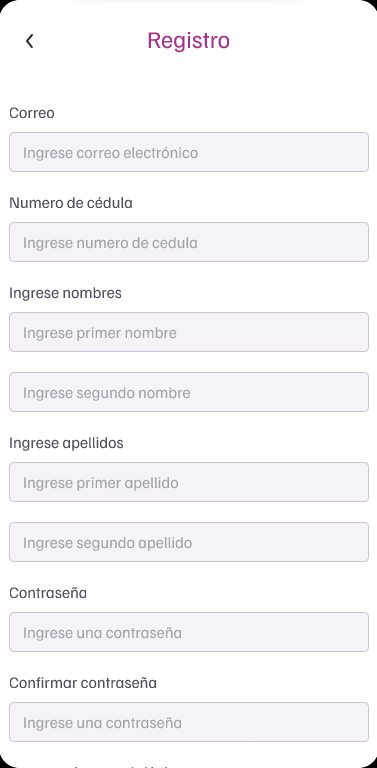 Registro
Correo
Ingrese correo electrónico
Numero de cédula
Ingrese numero de cedula
Ingrese nombres
Ingrese primer nombre
Ingrese segundo nombre
Ingrese apellidos
Ingrese primer apellido
Ingrese segundo apellido
Contraseña
Ingrese una contraseña
Confirmar contraseña
Ingrese una contraseña